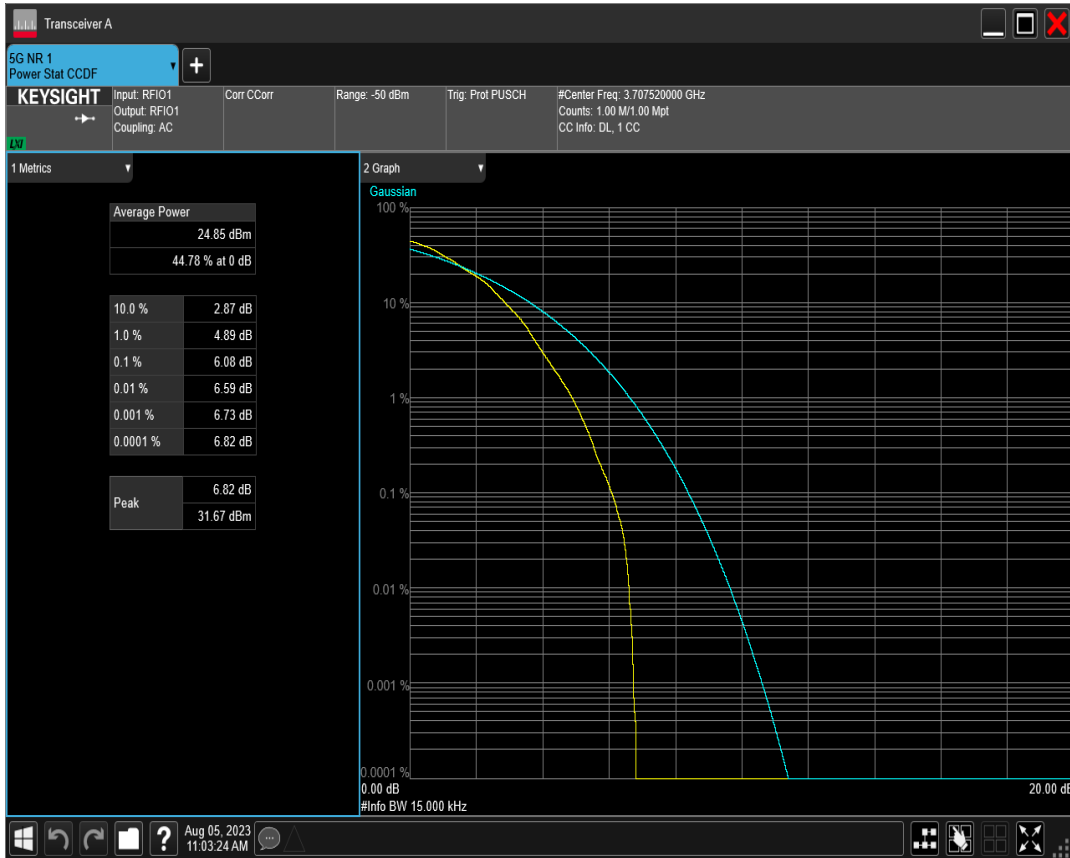 Transceiver A
5G NR 1
Power Stat CCDF
KEYSIGHT
LXI
Input: RFIO1
Output: RFIO1
Coupling: AC
Corr CCorr
Range: -50 dBm
Trig: Prot PUSCH
#Center Freq: 3.707520000 GHz
Counts: 1.00 M/1.00 Mpt
CC Info: DL, 1 CC
1 Metrics
Average Power
24.85 dBm
44.78 % at 0 dB
10.0 % 2.87 dB
1.0 % 4.89 dB
0.1 % 6.08 dB
0.01 % 6.59 dB
0.001 % 6.73 dB
0.0001 % 6.82 dB
Peak
6.82 dB
31.67 dBm
2 Graph
Gaussian
100 %
10 %
1 %
0.1 %
0.01 %
0.001 %
0.0001 %
0.00 dB 20.00 dB
#Info BW 15.000 kHz
? Aug 05, 2023
11:03:24 AM